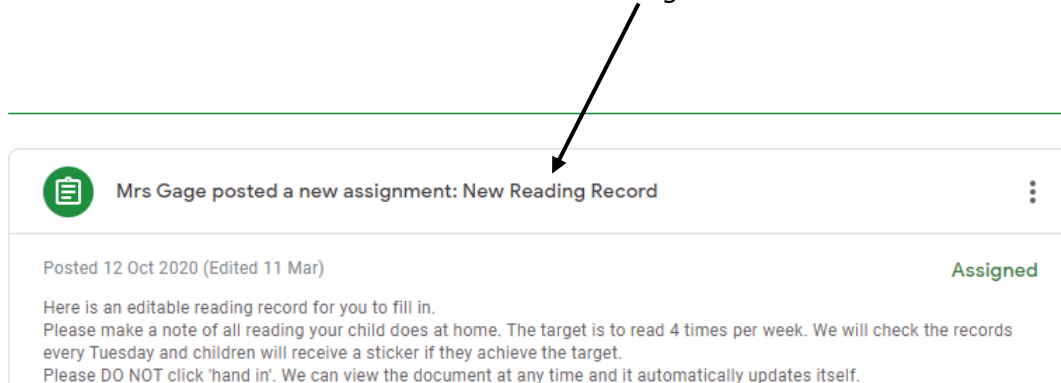 Mrs Gage posted a new assignment: New Reading Record
Posted 12 Oct 2020 (Edited 11 Mar)
Assigned
Here is an editable reading record for you to fill in.
Please make a note of all reading your child does at home. The target is to read 4 times per week. We will check the records
every Tuesday and children will receive a sticker if they achieve the target.
Please DO NOT click 'hand in'. We can view the document at any time and it automatically updates itself.